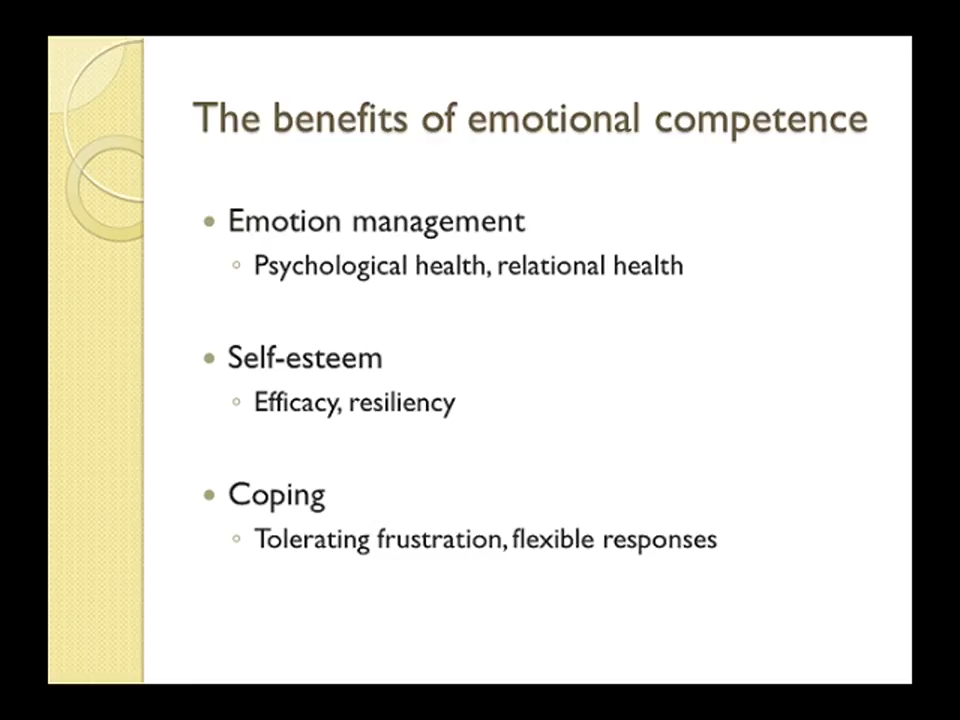 The benefits of emotional competence
• Emotion management
◦ Psychological health, relational health
• Self-esteem
◦ Efficacy, resiliency
• Coping
◦ Tolerating frustration, flexible responses